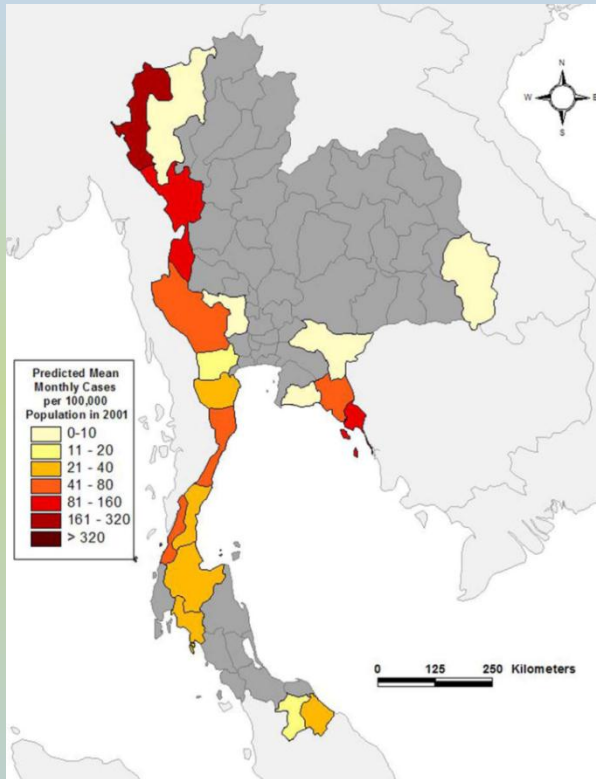 N
W E
S
Predicted Mean
Monthly Cases
per 100,000
Population in 2001
0-10
11 - 20
21 - 40
41 - 80
81 - 160
161 - 320
> 320
0 125 250 Kilometers